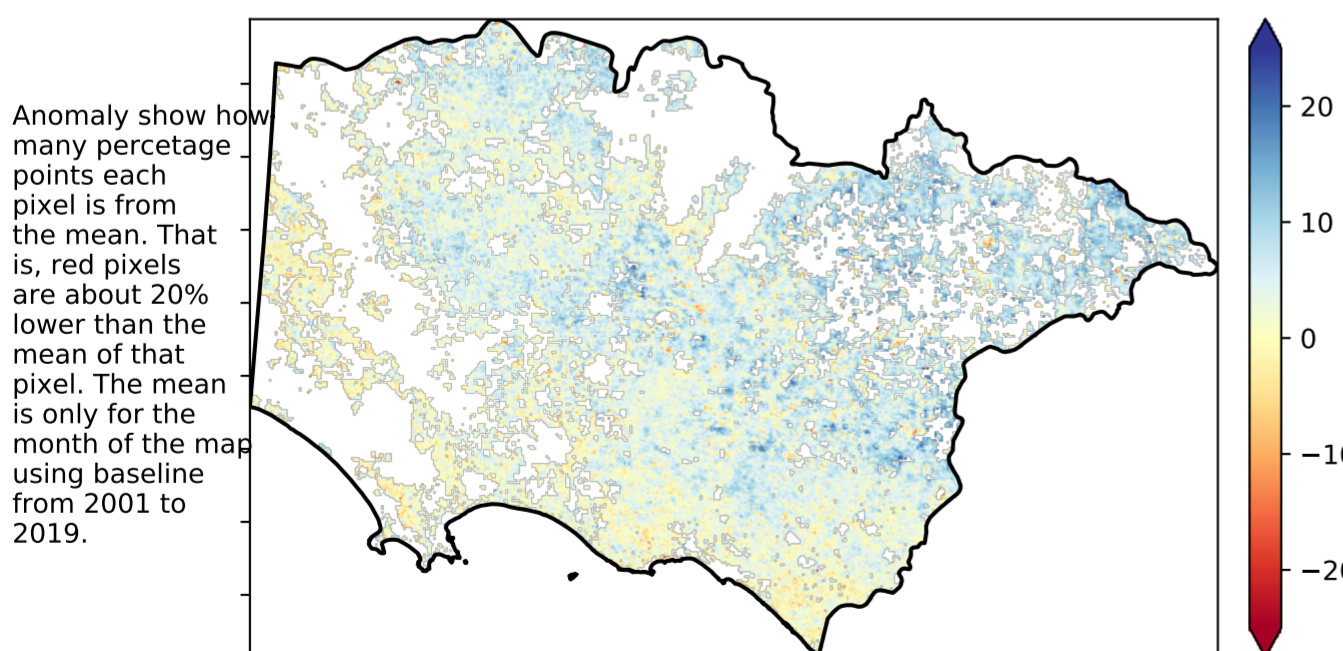 Anomaly show how
many percetage
points each
pixel is from
the mean. That
is, red pixels
are about 20%
lower than the
mean of that
pixel. The mean
is only for the
month of the map
using baseline
from 2001 to
2019.
20
10
0